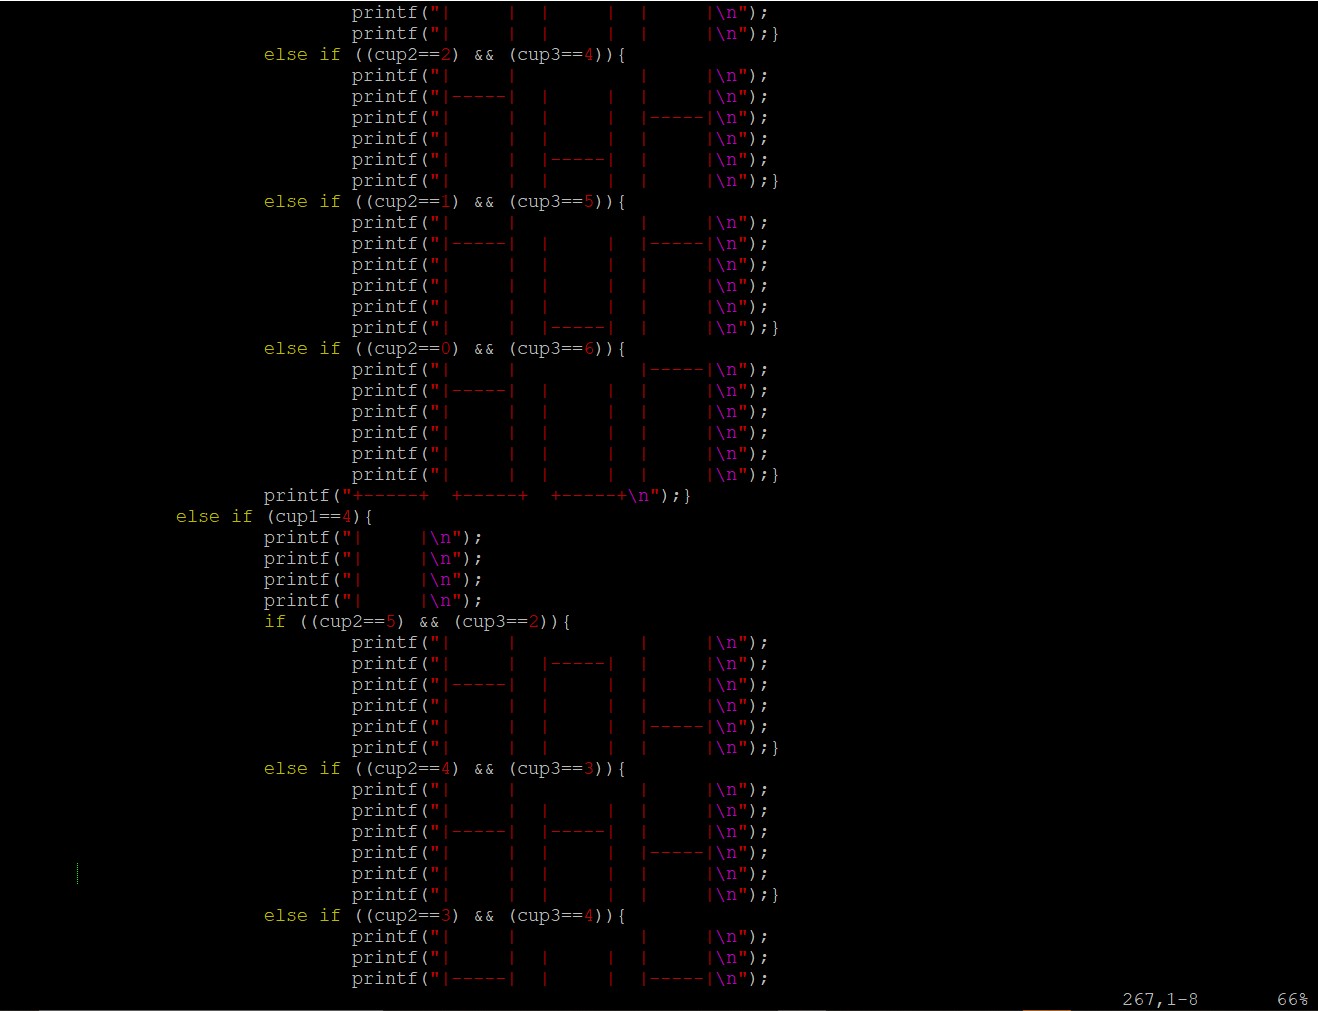 printf("|     |  |     |  |     |\n");
                                printf("|     |  |     |  |     |\n");}
                        else if ((cup2==2) && (cup3==4)){
                                printf("|     |           |     |\n");
                                printf("|-----|  |     |  |     |\n");
                                printf("|     |  |     |  |-----|\n");
                                printf("|     |  |     |  |     |\n");
                                printf("|     |  |-----|  |     |\n");
                                printf("|     |  |     |  |     |\n");}
                        else if ((cup2==1) && (cup3==5)){
                                printf("|     |           |     |\n");
                                printf("|-----|  |     |  |-----|\n");
                                printf("|     |  |     |  |     |\n");
                                printf("|     |  |     |  |     |\n");
                                printf("|     |  |     |  |     |\n");
                                printf("|     |  |-----|  |     |\n");}
                        else if ((cup2==0) && (cup3==6)){
                                printf("|     |           |-----|\n");
                                printf("|-----|  |     |  |     |\n");
                                printf("|     |  |     |  |     |\n");
                                printf("|     |  |     |  |     |\n");
                                printf("|     |  |     |  |     |\n");
                                printf("|     |  |     |  |     |\n");}
                        printf("+-----+  +-----+  +-----+\n");}
                else if (cup1==4){
                        printf("|     |\n");
                        printf("|     |\n");
                        printf("|     |\n");
                        printf("|     |\n");
                        if ((cup2==5) && (cup3==2)){
                                printf("|     |           |     |\n");
                                printf("|     |  |-----|  |     |\n");
                                printf("|-----|  |     |  |     |\n");
                                printf("|     |  |     |  |     |\n");
                                printf("|     |  |     |  |-----|\n");
                                printf("|     |  |     |  |     |\n");}
                        else if ((cup2==4) && (cup3==3)){
                                printf("|     |           |     |\n");
                                printf("|     |  |     |  |     |\n");
                                printf("|-----|  |-----|  |     |\n");
                                printf("|     |  |     |  |-----|\n");
                                printf("|     |  |     |  |     |\n");
                                printf("|     |  |     |  |     |\n");}
                        else if ((cup2==3) && (cup3==4)){
                                printf("|     |           |     |\n");
                                printf("|     |  |     |  |     |\n");
                                printf("|-----|  |     |  |-----|\n");
267,1-8       66%